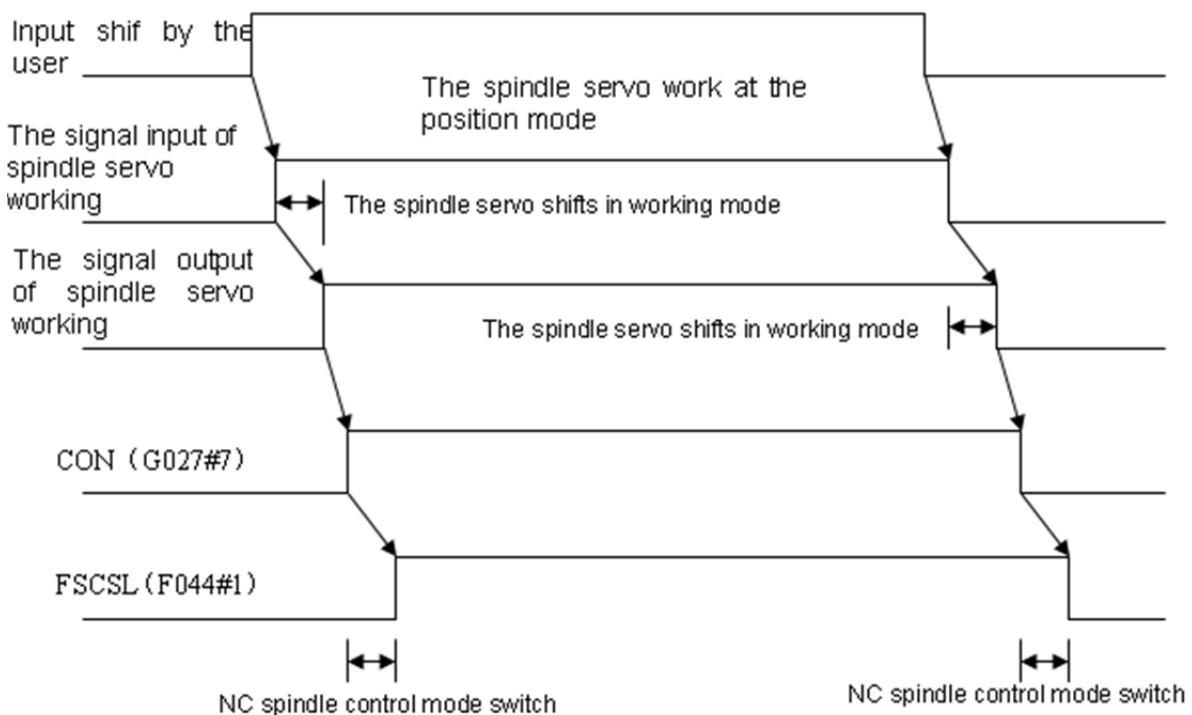 Input shif by the
user
The spindle servo work at the
position mode
The signal input of
spindle servo
working
The spindle servo shifts in working mode
The signal output
of spindle servo
working
The spindle servo shifts in working mode
CON (G027#7)
FSCSL(F044#1)
NC spindle control mode switch
NC spindle control mode switch